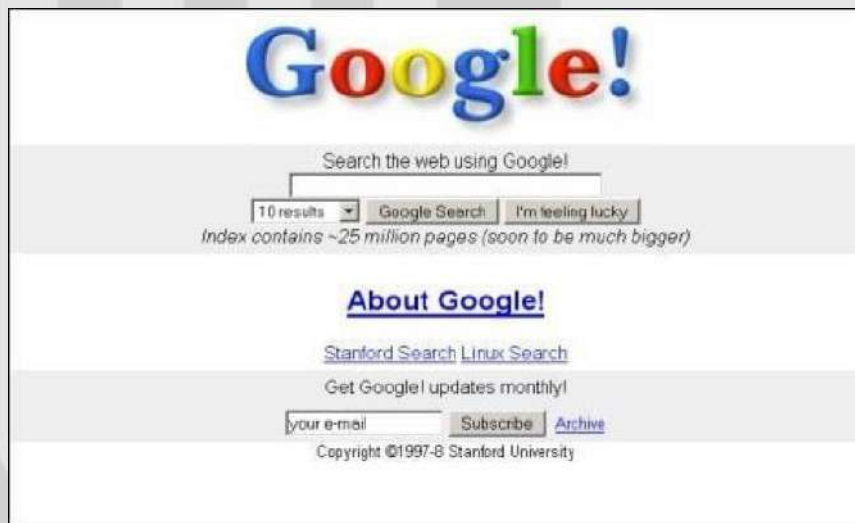 Google!
Search the web using Google!
10 results Google Search I'm feeling lucky
Index contains ~25 million pages (soon to be much bigger)
About Google!
Stanford Search Linux Search
Get Google! updates monthly!
your e-mail Subscribe Archive
Copyright ©1997-8 Stanford University